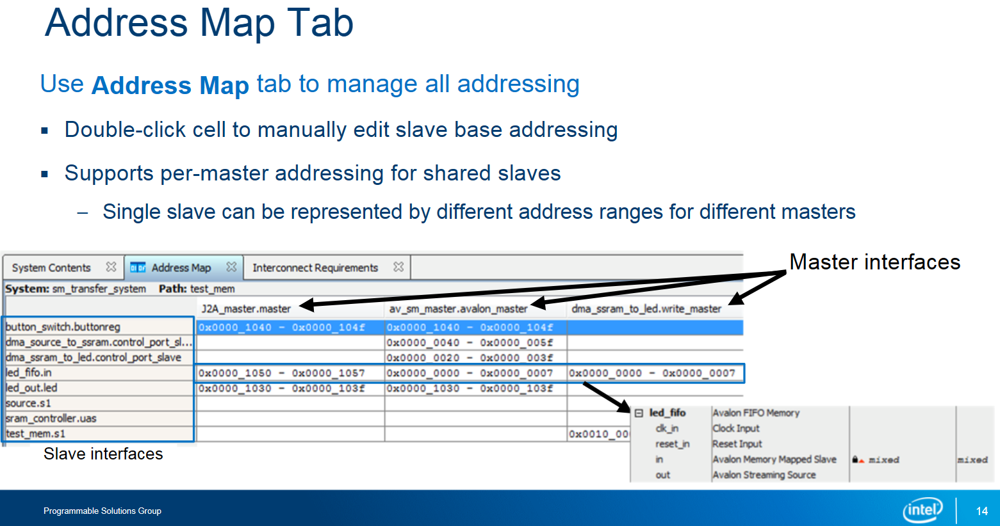 Address Map Tab
Use Address Map tab to manage all addressing
▪ Double-click cell to manually edit slave base addressing
▪ Supports per-master addressing for shared slaves
– Single slave can be represented by different address ranges for different masters
Master interfaces
System Contents Address Map Interconnect Requirements
System: sm_transfer_system Path: test_mem
J2A_master.master av_sm_master.avalon_master dma_ssram_to_led.write_master
button_switch.buttonreg 0x0000_1040 - 0x0000_104f 0x0000_1040 - 0x0000_104f
dma_source_to_ssram.control_port_sl... 0x0000_0040 - 0x0000_005f
dma_ssram_to_led.control_port_slave 0x0000_0020 - 0x0000_003f
led_fifo.in 0x0000_1050 - 0x0000_1057 0x0000_0000 - 0x0000_0007 0x0000_0000 - 0x0000_0007
led_out.led 0x0000_1030 - 0x0000_103f 0x0000_1030 - 0x0000_103f
source.s1
sram_controller.uas
test_mem.s1
Slave interfaces
led_fifo Avalon FIFO Memory
clk_in Clock Input
reset_in Reset Input
in Avalon Memory Mapped Slave mixed mixed
out Avalon Streaming Source
Programmable Solutions Group
intel
14